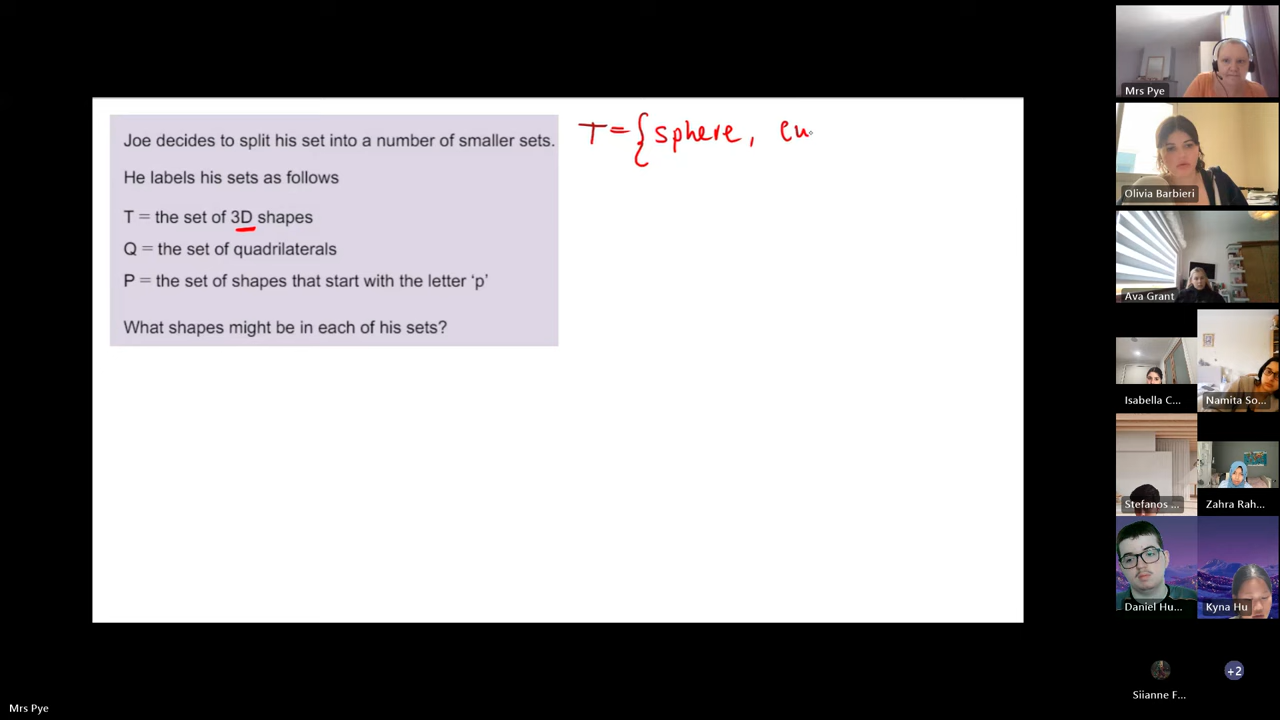 Joe decides to split his set into a number of smaller sets.
He labels his sets as follows
T = the set of 3D shapes
Q = the set of quadrilaterals
P = the set of shapes that start with the letter 'p'
What shapes might be in each of his sets?
T={sphere, cu
Mrs Pye
Olivia Barbieri
Ava Grant
Isabella C...
Namita So...
Stefanos ...
Zahra Rah...
Daniel Hu...
Kyna Hu
Siianne F...
+2
Mrs Pye